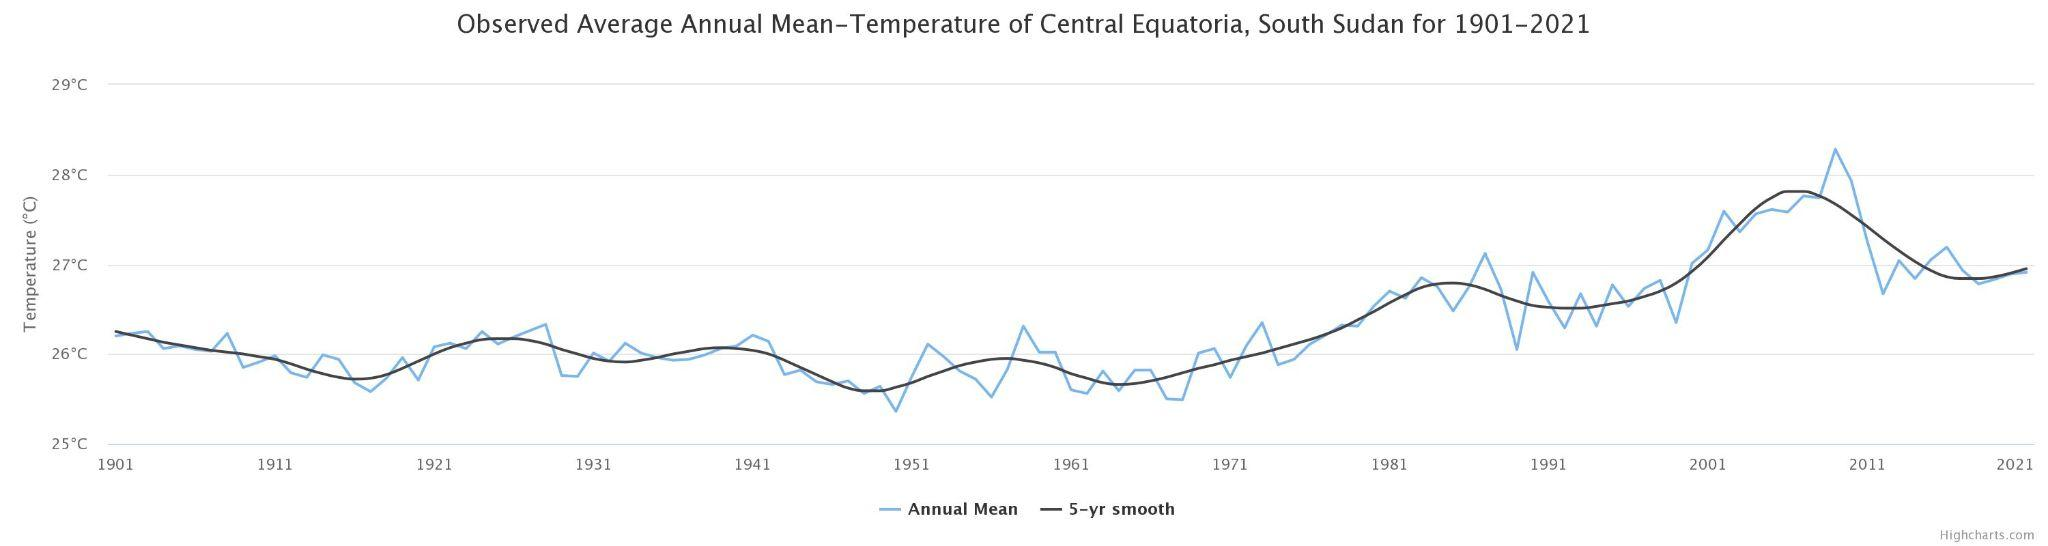 Observed Average Annual Mean-Temperature of Central Equatoria, South Sudan for 1901-2021
Temperature (°C)
29°C
28°C
27°C
26°C
25°C
1901 1911 1921 1931 1941 1951 1961 1971 1981 1991 2001 2011 2021
Annual Mean 5-yr smooth
Highcharts.com